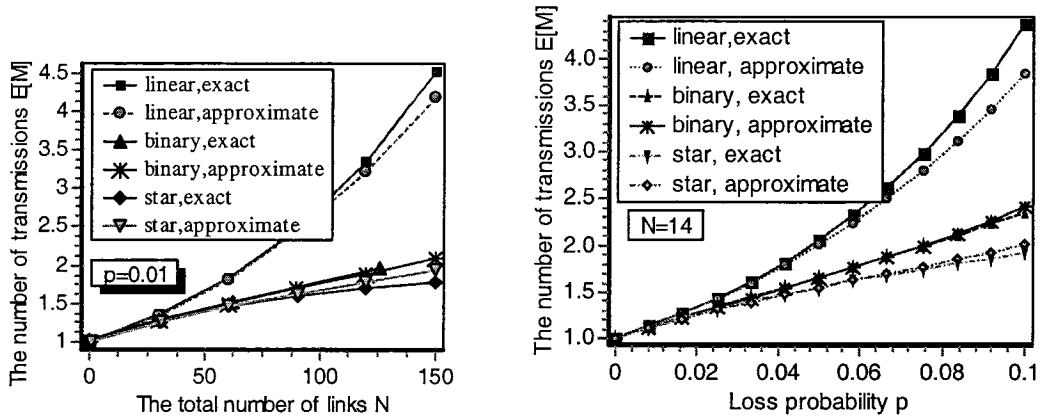 The number of transmissions E[M]
4.5
4
3.5
3
2.5
2
1.5
1
linear,exact
linear,approximate
binary,exact
binary,approximate
star,exact
star,approximate
p=0.01
0
50
100
150
The total number of links N
The number of transmissions E[M]
4.0
3.5
3.0
2.5
2.0
1.5
1.0
linear,exact
linear, approximate
binary, exact
binary, approximate
star, exact
star, approximate
N=14
0
0.02
0.04
0.06
0.08
0.1
Loss probability p